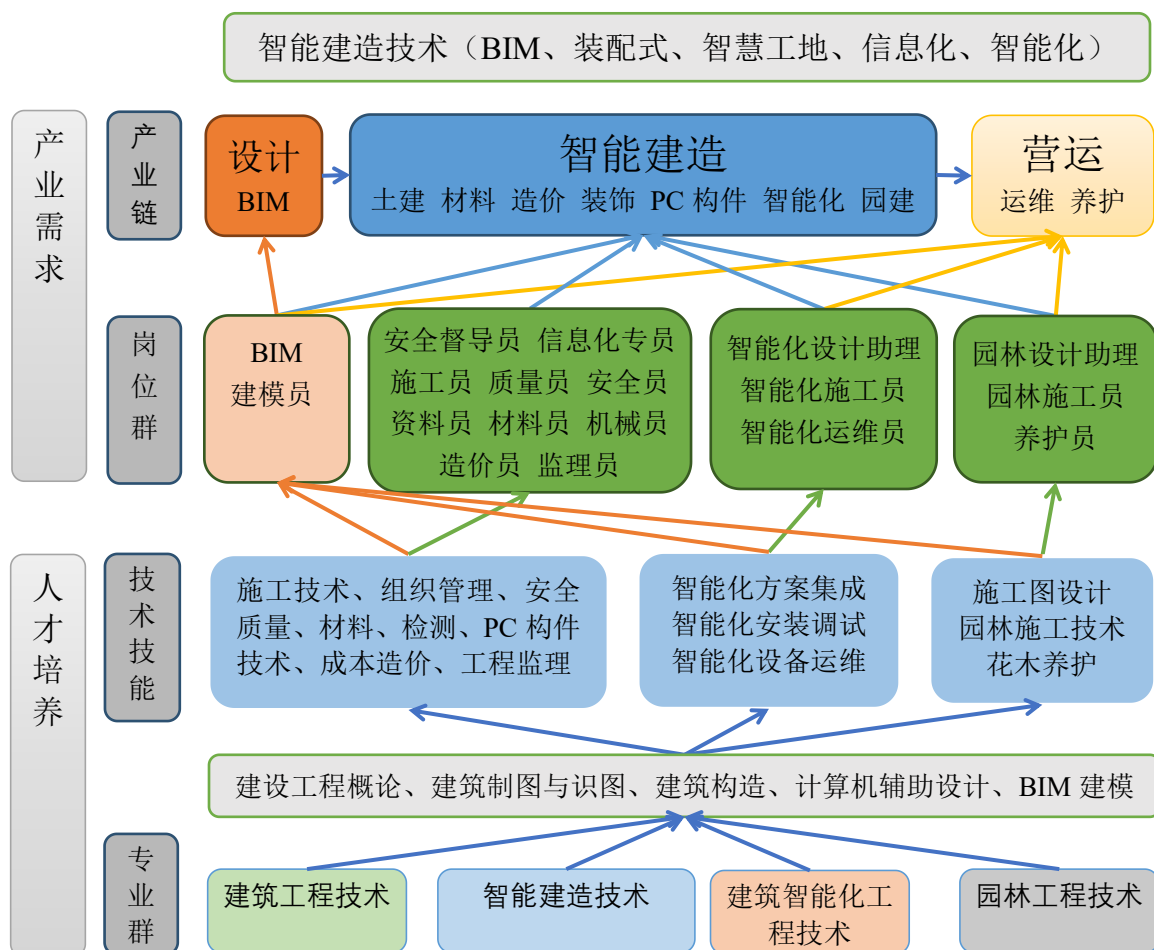 智能建造技术（BIM、装配式、智慧工地、信息化、智能化）
产业需求
产业链
设计
BIM
智能建造
土建 材料 造价 装饰 PC 构件 智能化 园建
营运
运维 养护
岗位群
BIM
建模员
安全督导员 信息化专员
施工员 质量员 安全员
资料员 材料员 机械员
造价员 监理员
智能化设计助理
智能化施工员
智能化运维员
园林设计助理
园林施工员
养护员
人才培养
技术技能
施工技术、组织管理、安全
质量、材料、检测、PC 构件
技术、成本造价、工程监理
智能化方案集成
智能化安装调试
智能化设备运维
施工图设计
园林施工技术
花木养护
建设工程概论、建筑制图与识图、建筑构造、计算机辅助设计、BIM 建模
专业群
建筑工程技术
智能建造技术
建筑智能化工
程技术
园林工程技术